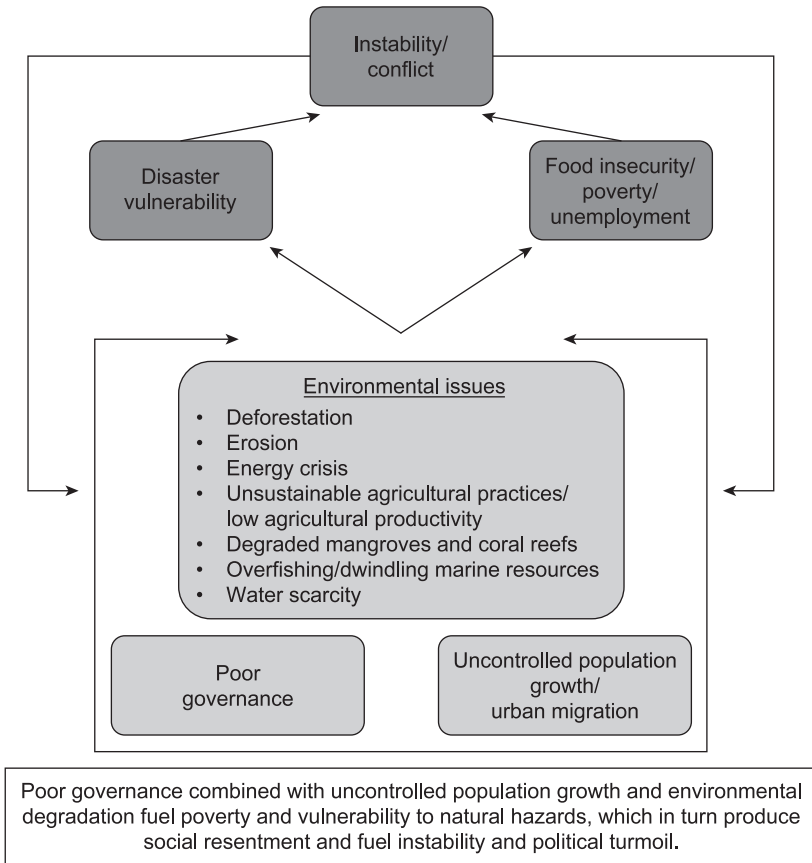 Instability/
conflict
Disaster
vulnerability
Food insecurity/
poverty/
unemployment
Environmental issues
• Deforestation
• Erosion
• Energy crisis
• Unsustainable agricultural practices/
low agricultural productivity
• Degraded mangroves and coral reefs
• Overfishing/dwindling marine resources
• Water scarcity
Poor
governance
Uncontrolled population
growth/
urban migration
Poor governance combined with uncontrolled population growth and environmental
degradation fuel poverty and vulnerability to natural hazards, which in turn produce
social resentment and fuel instability and political turmoil.